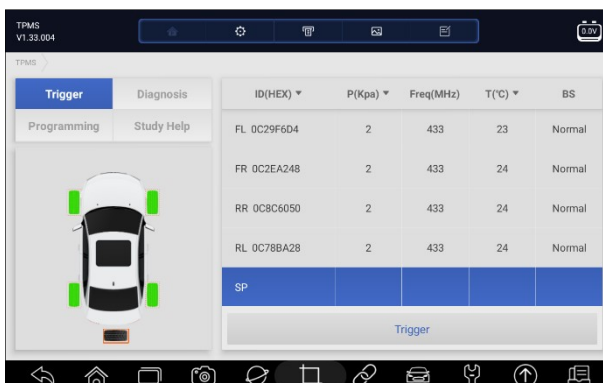 TPMS
V1.33.004
0.0V
TPMS
Trigger
Diagnosis
Programming
Study Help
ID(HEX) ▼ P(Kpa) ▼ Freq(MHz) T(℃) ▼ BS
FL 0C29F6D4 2 433 23 Normal
FR 0C2EA248 2 433 24 Normal
RR 0C8C6050 2 433 24 Normal
RL 0C78BA28 2 433 24 Normal
SP
Trigger